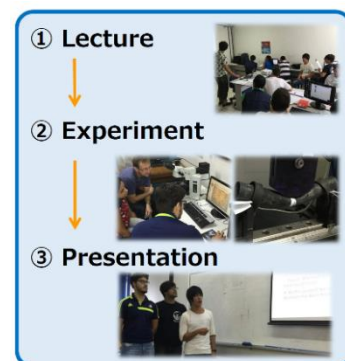 ① Lecture
② Experiment
③ Presentation